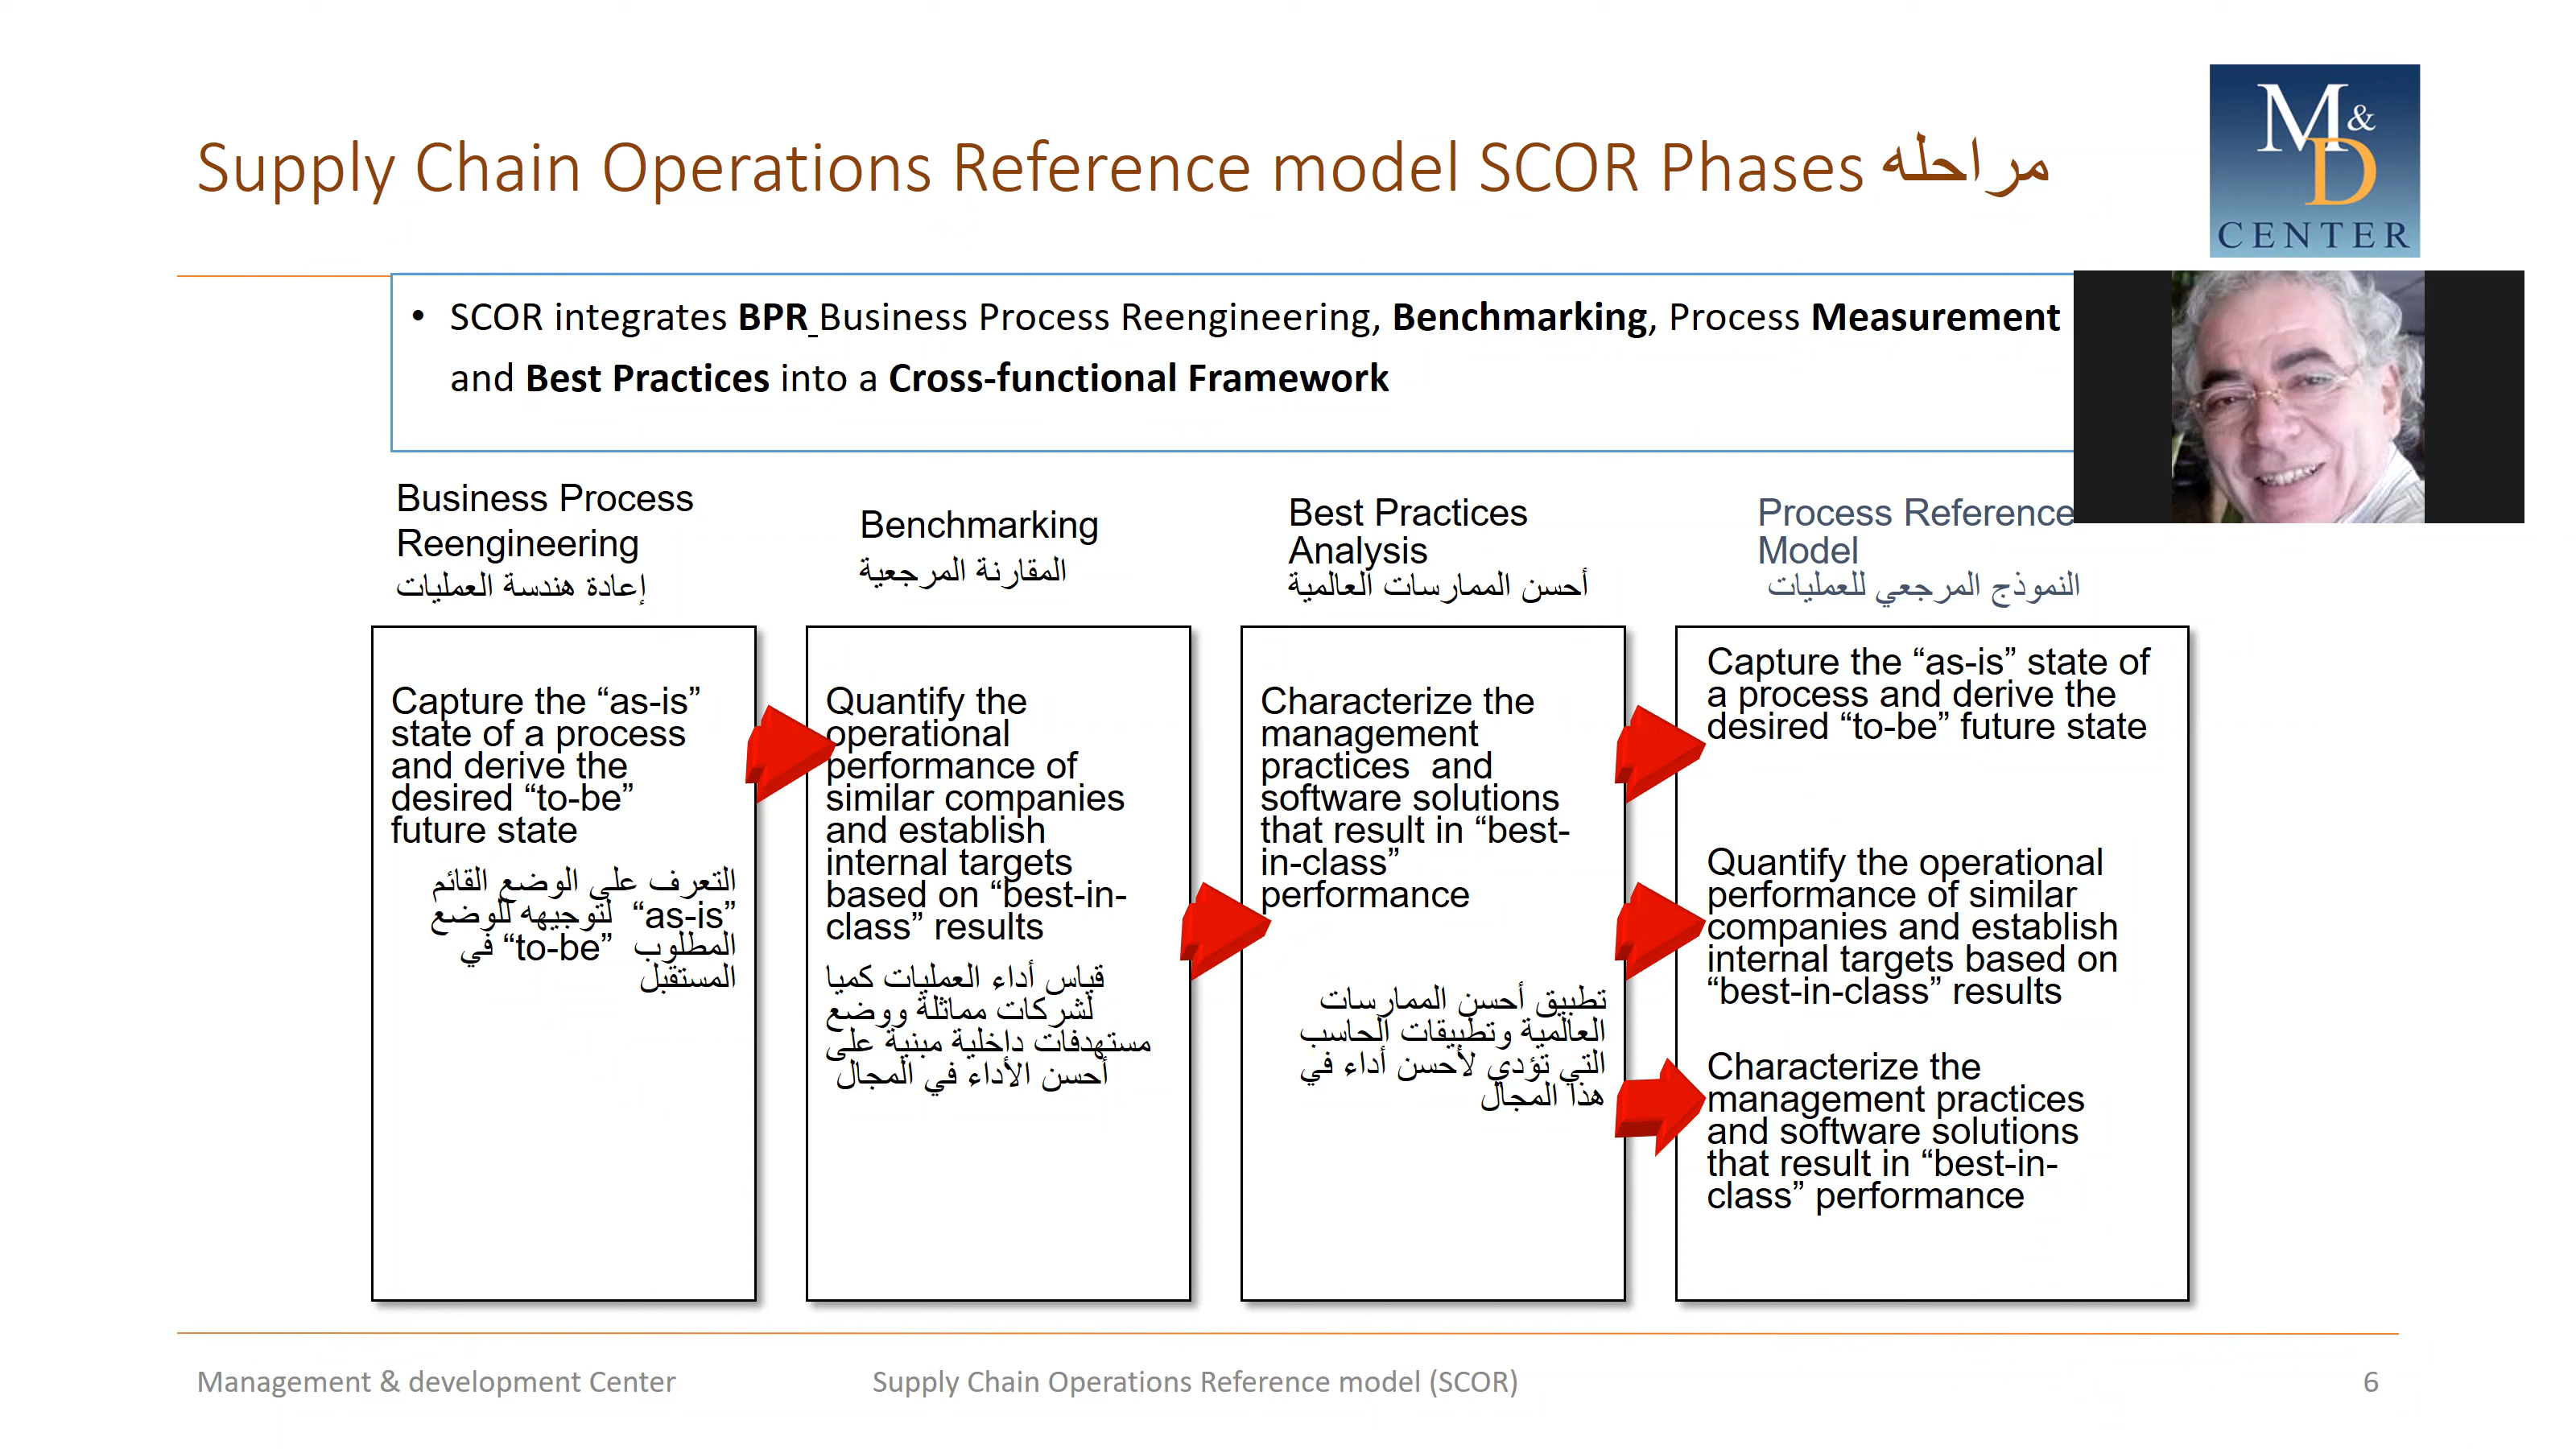 Supply Chain Operations Reference model SCOR Phases مراحله
M&D
CENTER
• SCOR integrates BPR Business Process Reengineering, Benchmarking, Process Measurement
and Best Practices into a Cross-functional Framework
Business Process
Reengineering
إعادة هندسة العمليات
Capture the “as-is”
state of a process
and derive the
desired “to-be”
future state
التعرف على الوضع القائم
“as-is” لتوجيهه للوضع
المطلوب “to-be” في
المستقبل
Benchmarking
المقارنة المرجعية
Quantify the
operational
performance of
similar companies
and establish
internal targets
based on “best-in-
class” results
قياس أداء العمليات كميا
لشركات مماثلة ووضع
مستهدفات داخلية مبنية على
أحسن الأداء في المجال
Best Practices
Analysis
أحسن الممارسات العالمية
Characterize the
management
practices and
software solutions
that result in “best-
in-class”
performance
تطبيق أحسن الممارسات
العالمية وتطبيقات الحاسب
التي تؤدي لأحسن أداء في
هذا المجال
Process Reference
Model
النموذج المرجعي للعمليات
Capture the “as-is” state of
a process and derive the
desired “to-be” future state
Quantify the operational
performance of similar
companies and establish
internal targets based on
“best-in-class” results
Characterize the
management practices
and software solutions
that result in “best-in-
class” performance
Management & development Center
Supply Chain Operations Reference model (SCOR)
6